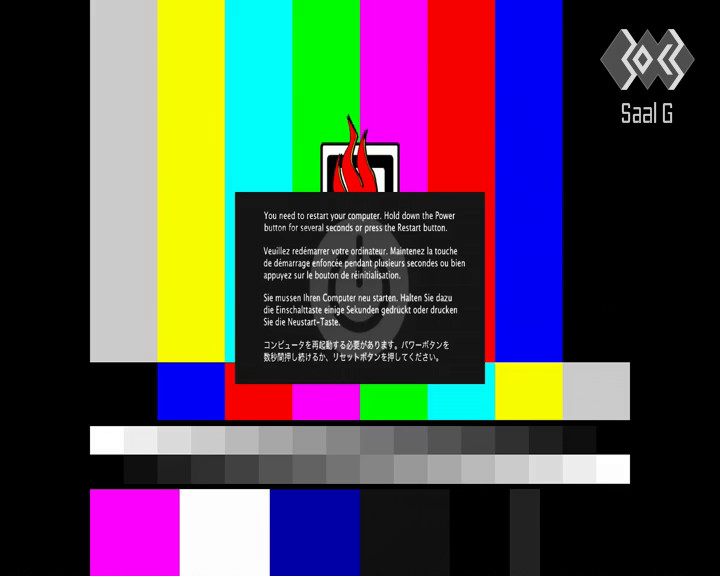 Saal G
You need to restart your computer. Hold down the Power
button for several seconds or press the Restart button.
Veuillez redémarrer votre ordinateur. Maintenez la touche
de démarrage enfoncée pendant plusieurs secondes ou bien
appuyez sur le bouton de réinitialisation.
Sie mussen Ihren Computer neu starten. Halten Sie dazu
die Einschalttaste einige Sekunden gedrückt oder drucken
Sie die Neustart-Taste.
コンピュータを再起動する必要があります。パワーボタンを
数秒間押し続けるか、リセットボタンを押してください。